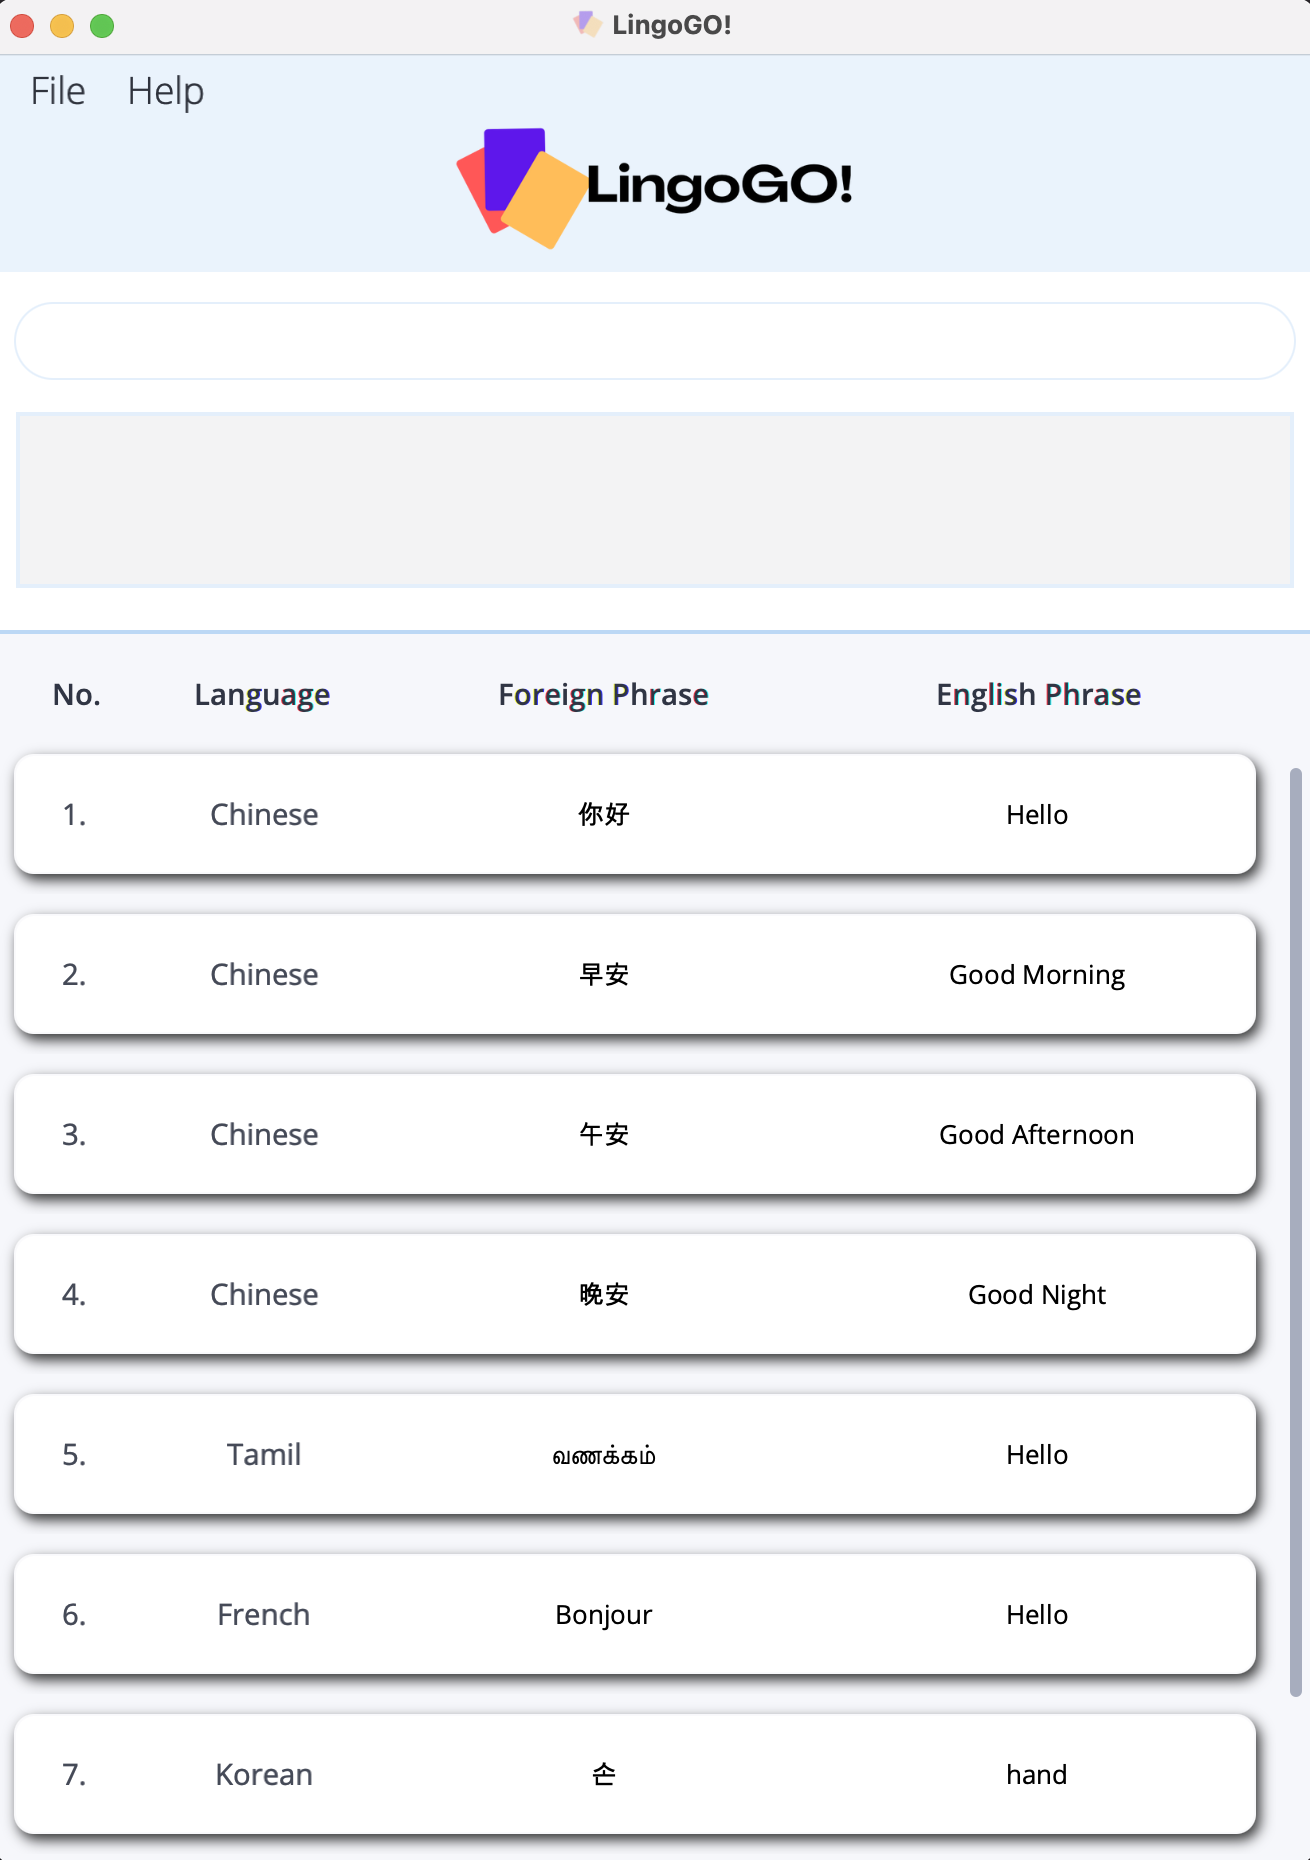 LingoGO!
File Help
LingoGO!
No. Language Foreign Phrase English Phrase
1. Chinese 你好 Hello
2. Chinese 早安 Good Morning
3. Chinese 午安 Good Afternoon
4. Chinese 晚安 Good Night
5. Tamil வணக்கம் Hello
6. French Bonjour Hello
7. Korean 손 hand